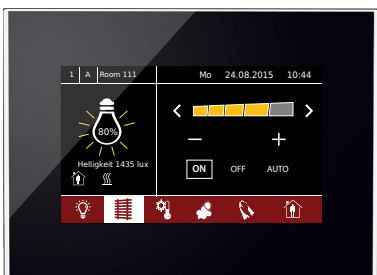 1 A Room 111 Mo 24.08.2015 10:44
80%
Helligkeit 1435 lux
ON OFF AUTO